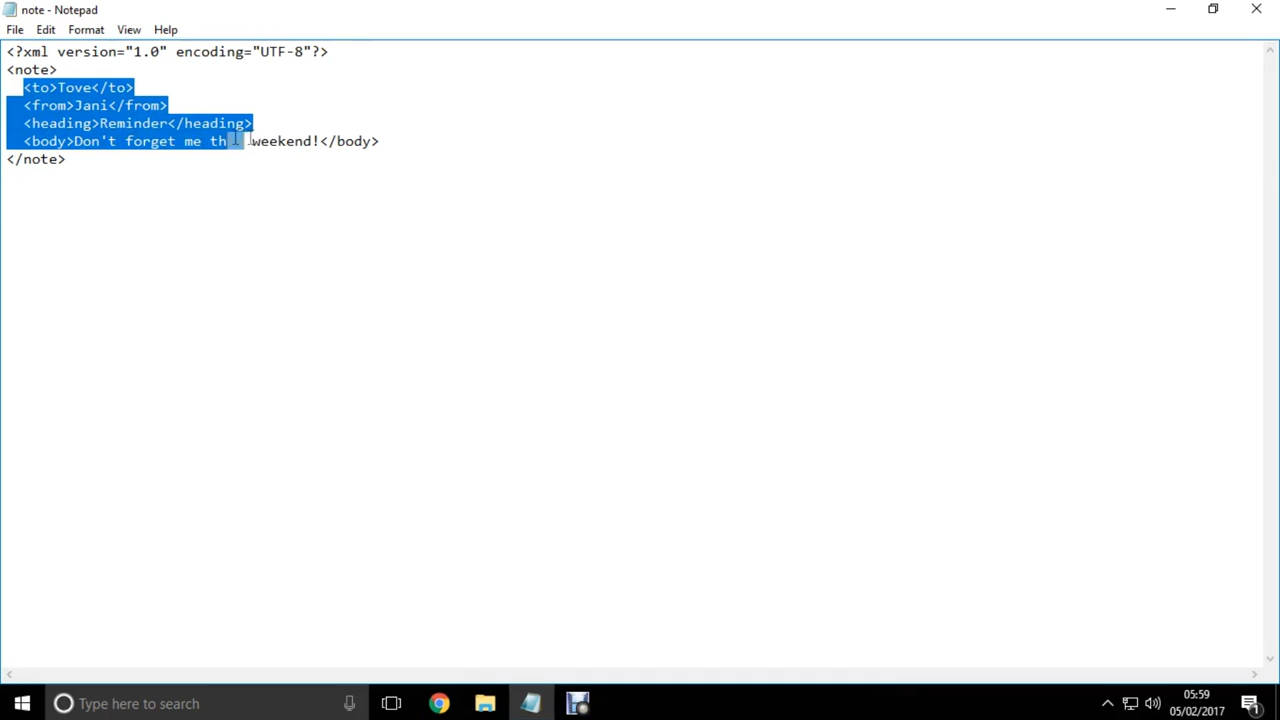 note - Notepad
File Edit Format View Help
<?xml version="1.0" encoding="UTF-8"?>
<note>
<to>Tove</to>
<from>Jani</from>
<heading>Reminder</heading>
<body>Don't forget me th weekend!</body>
</note>
Type here to search
05:59
05/02/2017
1